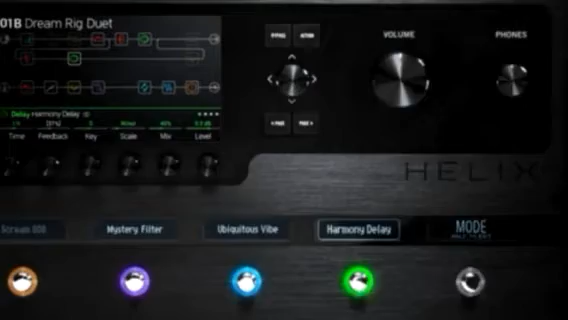 01B Dream Rig Duet
VOLUME
PHONES
BYPASS
ACTION
Delay Harmony Delay
Time Feedback Key Scale Mix Level
< PAGE
PAGE >
HELIX
Scream 808
Mystery Filter
Ubiquitous Vibe
Harmony Delay
MODE